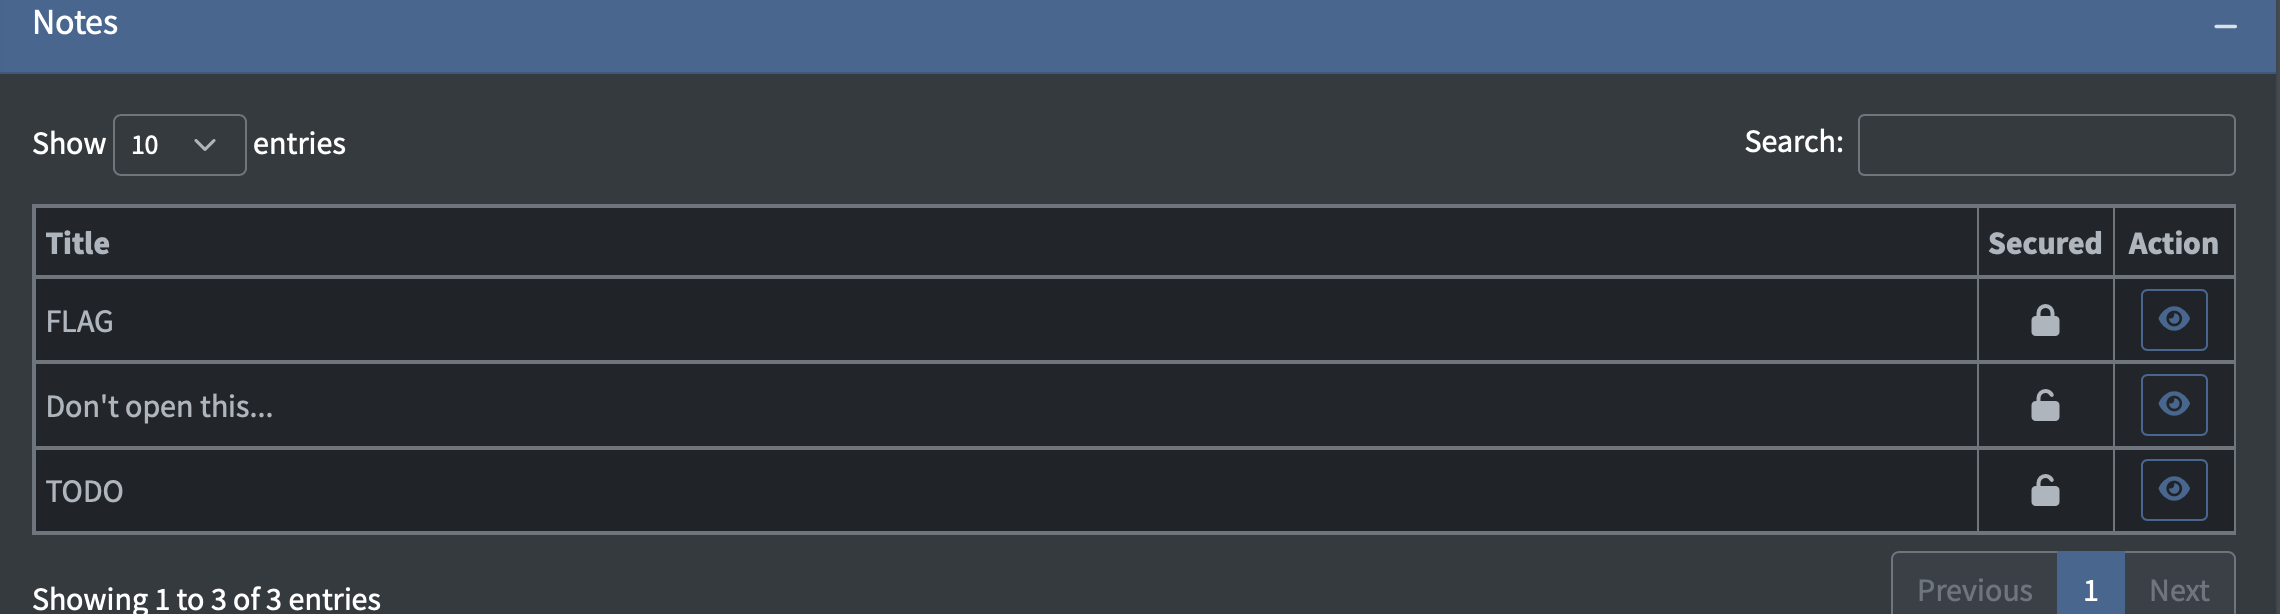 Notes
Show 10 entries
Search:
Title Secured Action
FLAG
Don't open this...
TODO
Showing 1 to 3 of 3 entries
Previous 1 Next